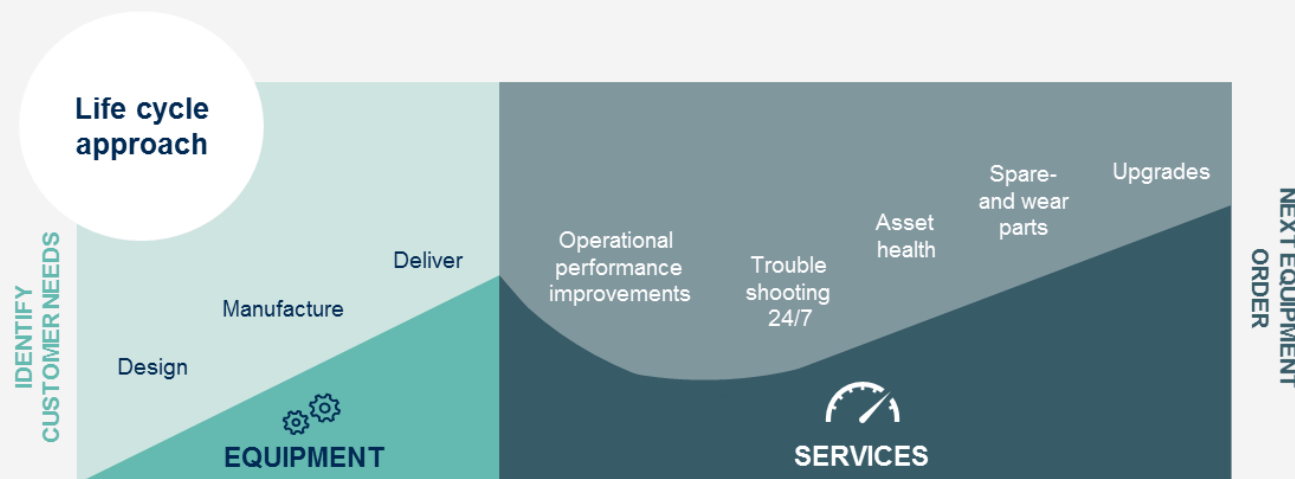 Life cycle
approach
IDENTIFY
CUSTOMER NEEDS
Design
Manufacture
Deliver
EQUIPMENT
Operational
performance
improvements
Trouble
shooting
24/7
Asset
health
Spare-
and wear
parts
Upgrades
SERVICES
NEXT EQUIPMENT
ORDER